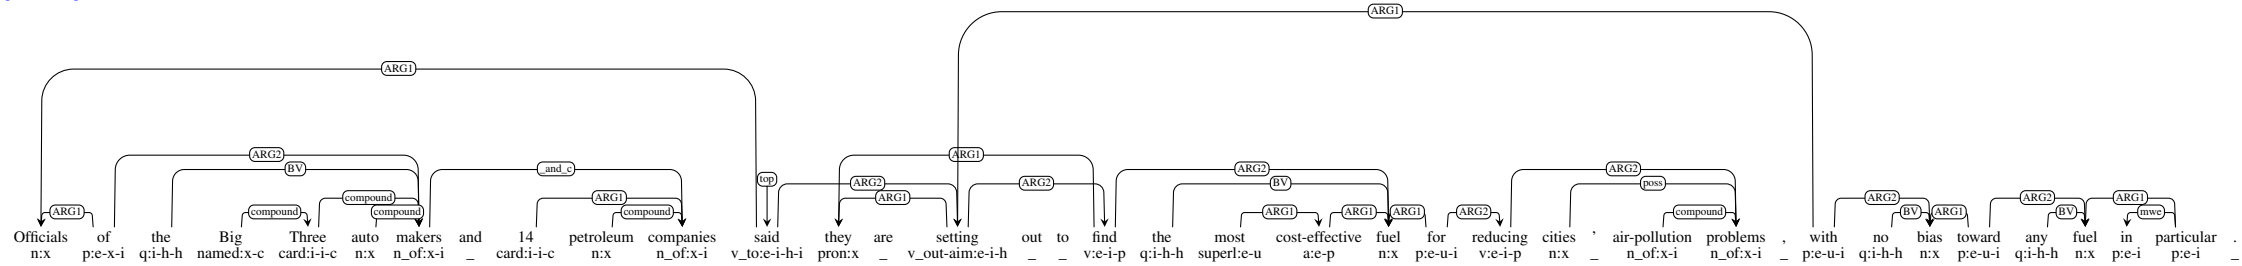 ARG1
ARG1
ARG2 _and_c ARG1 ARG2 ARG2
BV top ARG2 ARG2 BV poss
compound ARG1 ARG1 ARG2 ARG2 ARG1
ARG1 compound compound compound ARG1 ARG1 ARG1 ARG2 compound BV ARG1 BV mwe
Officials of the Big Three auto makers and 14 petroleum companies said they are setting out to find the most cost-effective fuel for reducing cities ' air-pollution problems , with no bias toward any fuel in particular .
n:x p:e-x-i q:i-h-h named:x-c card:i-i-c n:x n_of:x-i _ card:i-i-c n:x n_of:x-i v_to:e-i-h-i pron:x _ v_out-aim:e-i-h _ _ v:e-i-p q:i-h-h superl:e-u a:e-p n:x p:e-u-i v:e-i-p n:x _ n_of:x-i n_of:x-i _ p:e-u-i q:i-h-h n:x p:e-u-i q:i-h-h n:x p:e-i p:e-i _